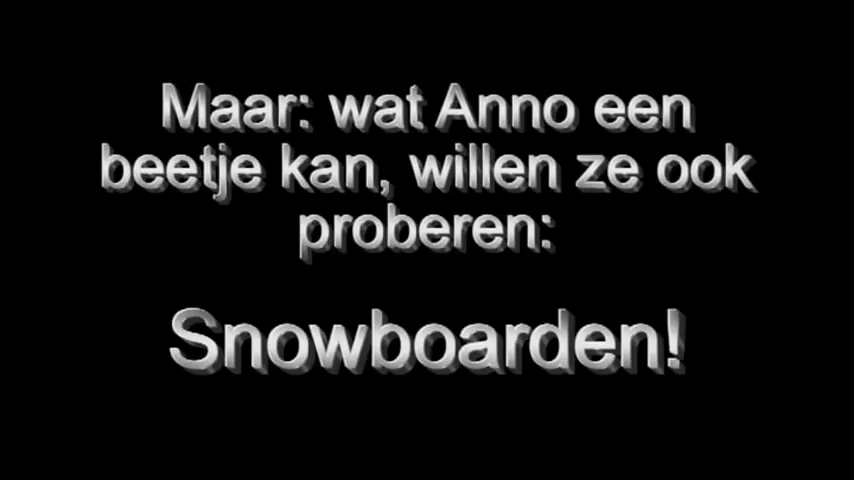 Maar: wat Anno een
beetje kan, willen ze ook
proberen:
Snowboarden!